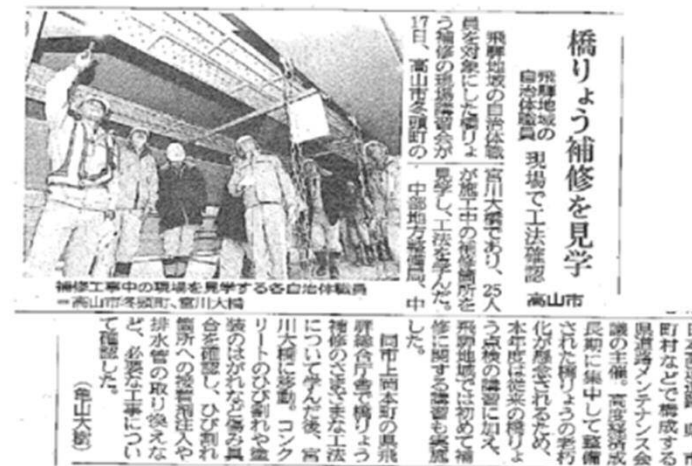 橋りょう補修を見学
飛騨地域の
自治体職員
現場で工法確認
高山市
飛騨地域の自治体職
員を対象にした橋りょ
う補修の現場講習会が
17日、高山市冬頭町の
宮川大橋であり、25人
が施工中の補修箇所を
見学し、工法を学んだ。
中部地方整備局、中
県、市
町村などで構成する
県道路メンテナンス会
議の主催。高度経済成
長期に集中して整備
された橋りょうの老朽
化が懸念されるため、
本年度は従来の橋りょ
う点検の講習に加え、
飛騨地域では初めて補
修に関する講習も実施
した。
同市上岡本町の県飛
騨総合庁舎で橋りょう
補修のさまざまな工法
について学んだ後、宮
川大橋に移動。コンク
リートのひび割れや塗
装のはがれなど傷み具
合を確認し、ひび割れ
箇所への接着剤注入や
排水管の取り換えな
ど、必要な工事につい
て確認した。
（亀山大樹）
補修工事中の現場を見学する各自治体職員
＝高山市冬頭町、宮川大橋